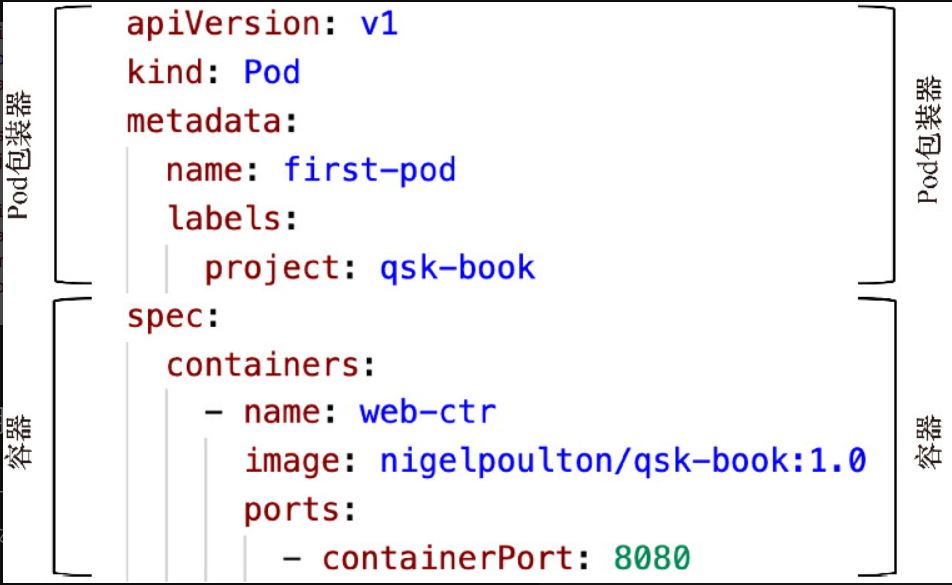 Pod包装器
apiVersion: v1
kind: Pod
metadata:
  name: first-pod
  labels:
    project: qsk-book
Pod包装器
容器
spec:
  containers:
    - name: web-ctr
      image: nigelpoulton/qsk-book:1.0
      ports:
        - containerPort: 8080
容器